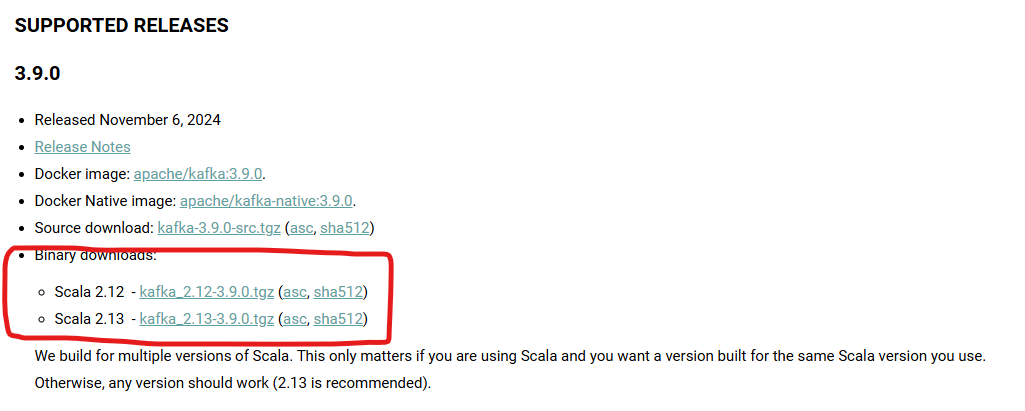 SUPPORTED RELEASES
3.9.0
• Released November 6, 2024
• Release Notes
• Docker image: apache/kafka:3.9.0.
• Docker Native image: apache/kafka-native:3.9.0.
• Source download: kafka-3.9.0-src.tgz (asc, sha512)
• Binary downloads:
◦ Scala 2.12 - kafka_2.12-3.9.0.tgz (asc, sha512)
◦ Scala 2.13 - kafka_2.13-3.9.0.tgz (asc, sha512)
We build for multiple versions of Scala. This only matters if you are using Scala and you want a version built for the same Scala version you use.
Otherwise, any version should work (2.13 is recommended).